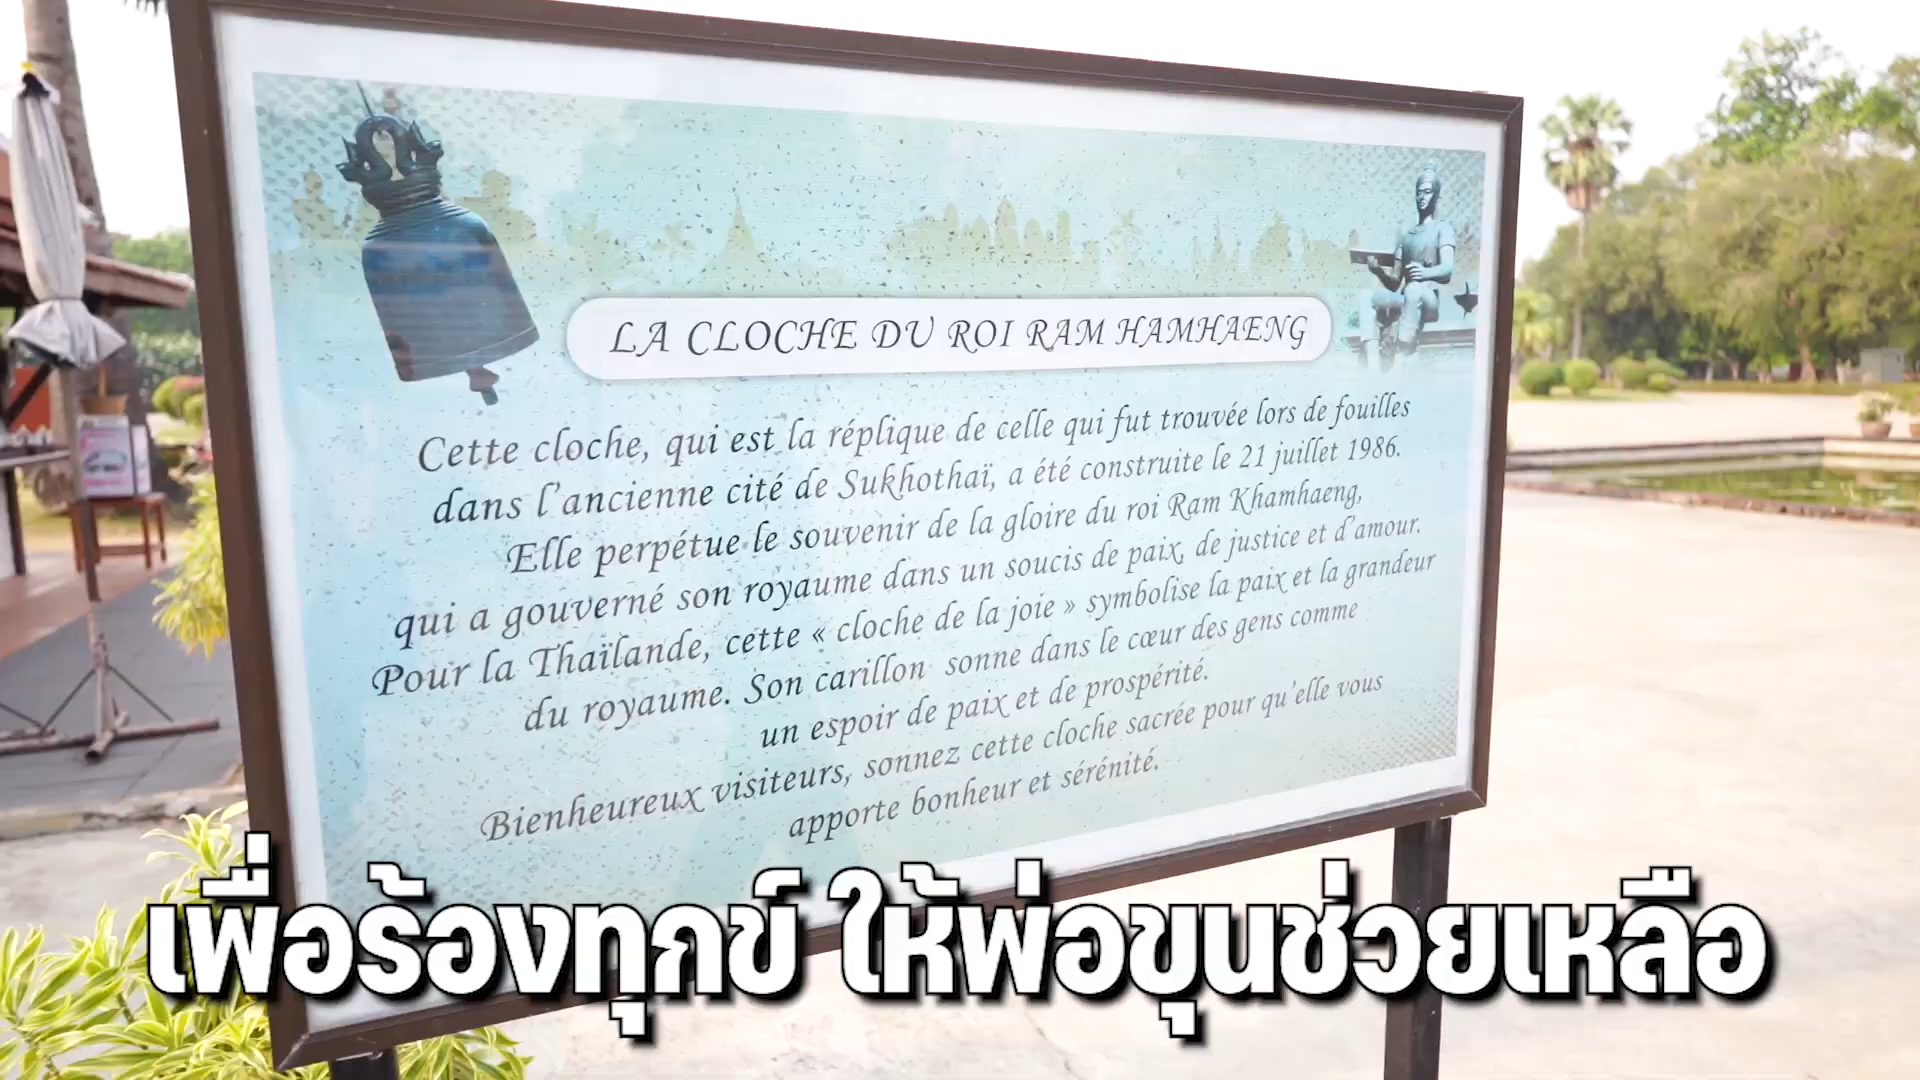 LA CLOCHE DU ROI RAM HAMHAENG
Cette cloche, qui est la réplique de celle qui fut trouvée lors de fouilles
dans l'ancienne cité de Sukhothaï, a été construite le 21 juillet 1986.
Elle perpétue le souvenir de la gloire du roi Ram Khamhaeng,
qui a gouverné son royaume dans un soucis de paix, de justice et d'amour.
Pour la Thaïlande, cette « cloche de la joie » symbolise la paix et la grandeur
du royaume. Son carillon sonne dans le cœur des gens comme
un espoir de paix et de prospérité.
Bienheureux visiteurs, sonnez cette cloche sacrée pour qu'elle vous
apporte bonheur et sérénité.
เพื่อร้องทุกข์ ให้พ่อขุนช่วยเหลือ